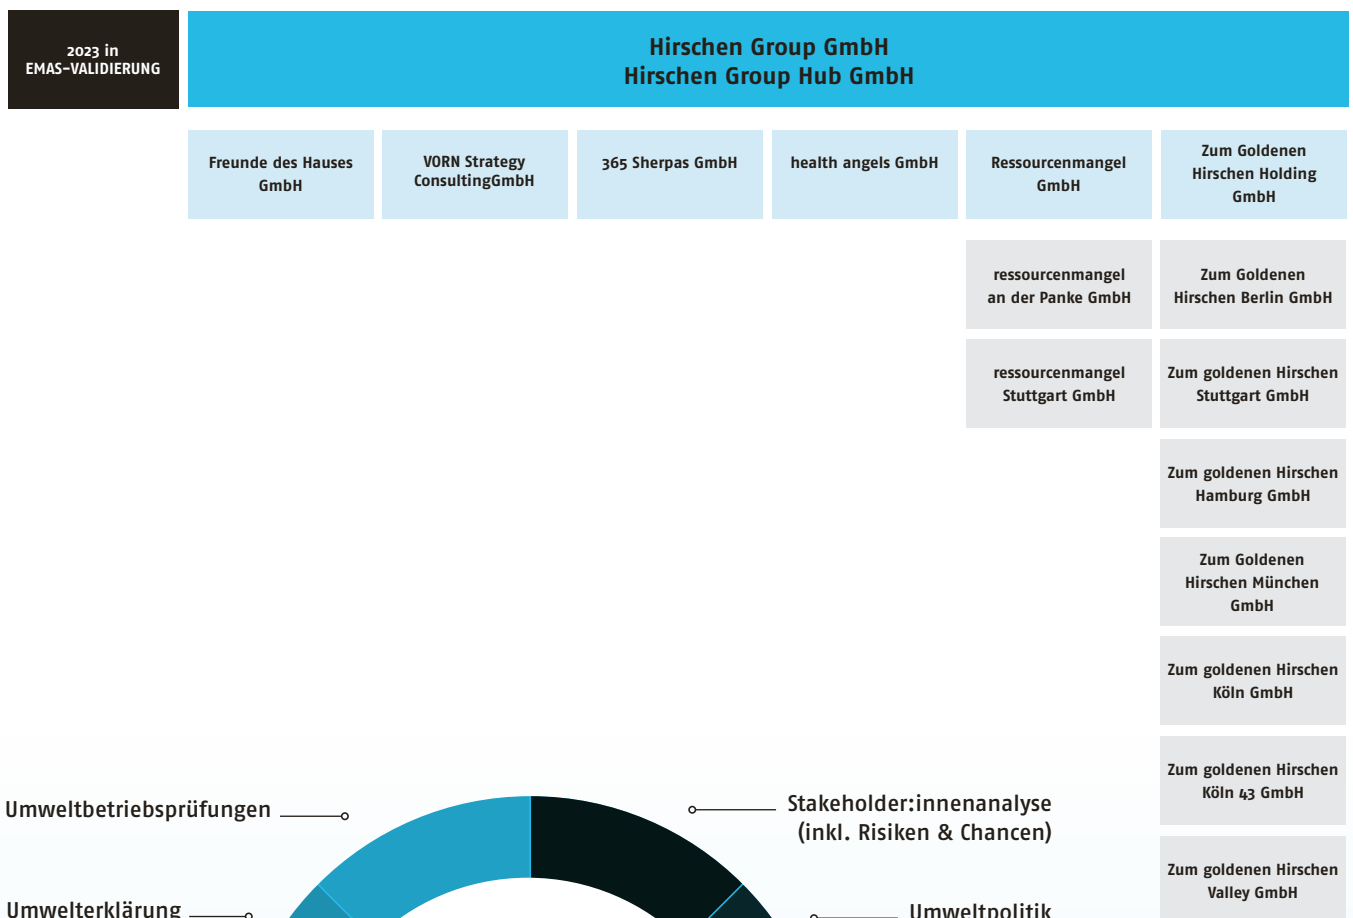 2023 in
EMAS-VALIDIERUNG
Hirschen Group GmbH
Hirschen Group Hub GmbH
Freunde des Hauses
GmbH
VORN Strategy
ConsultingGmbH
365 Sherpas GmbH
health angels GmbH
Ressourcenmangel
GmbH
Zum Goldenen
Hirschen Holding
GmbH
ressourcenmangel
an der Panke GmbH
Zum Goldenen
Hirschen Berlin GmbH
ressourcenmangel
Stuttgart GmbH
Zum goldenen Hirschen
Stuttgart GmbH
Zum goldenen Hirschen
Hamburg GmbH
Zum Goldenen
Hirschen München
GmbH
Zum goldenen Hirschen
Köln GmbH
Zum goldenen Hirschen
Köln 43 GmbH
Zum goldenen Hirschen
Valley GmbH
Umweltbetriebsprüfungen
Stakeholder:innenanalyse
(inkl. Risiken & Chancen)
Umwelterklärung
Umweltpolitik